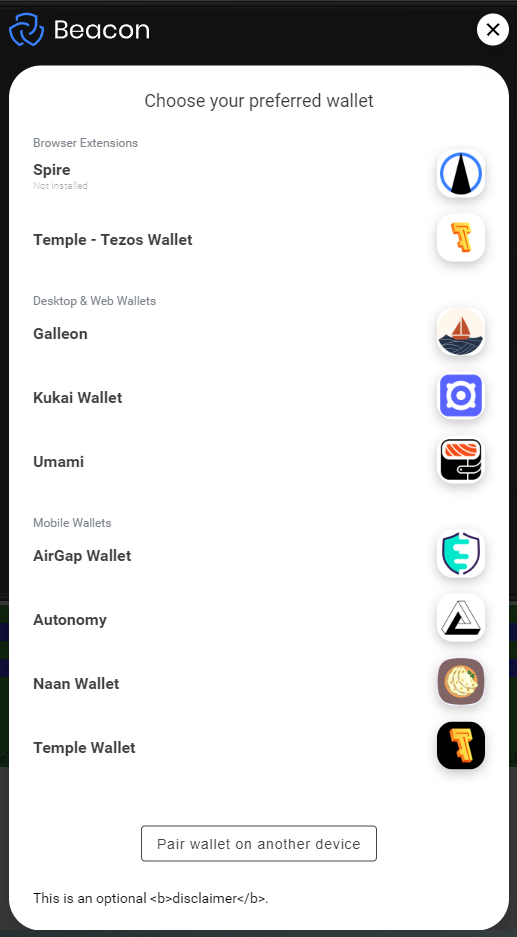 Beacon
Choose your preferred wallet
Browser Extensions
Spire
Not installed
Temple - Tezos Wallet
Desktop & Web Wallets
Galleon
Kukai Wallet
Umami
Mobile Wallets
AirGap Wallet
Autonomy
Naan Wallet
Temple Wallet
Pair wallet on another device
This is an optional <b>disclaimer</b>.